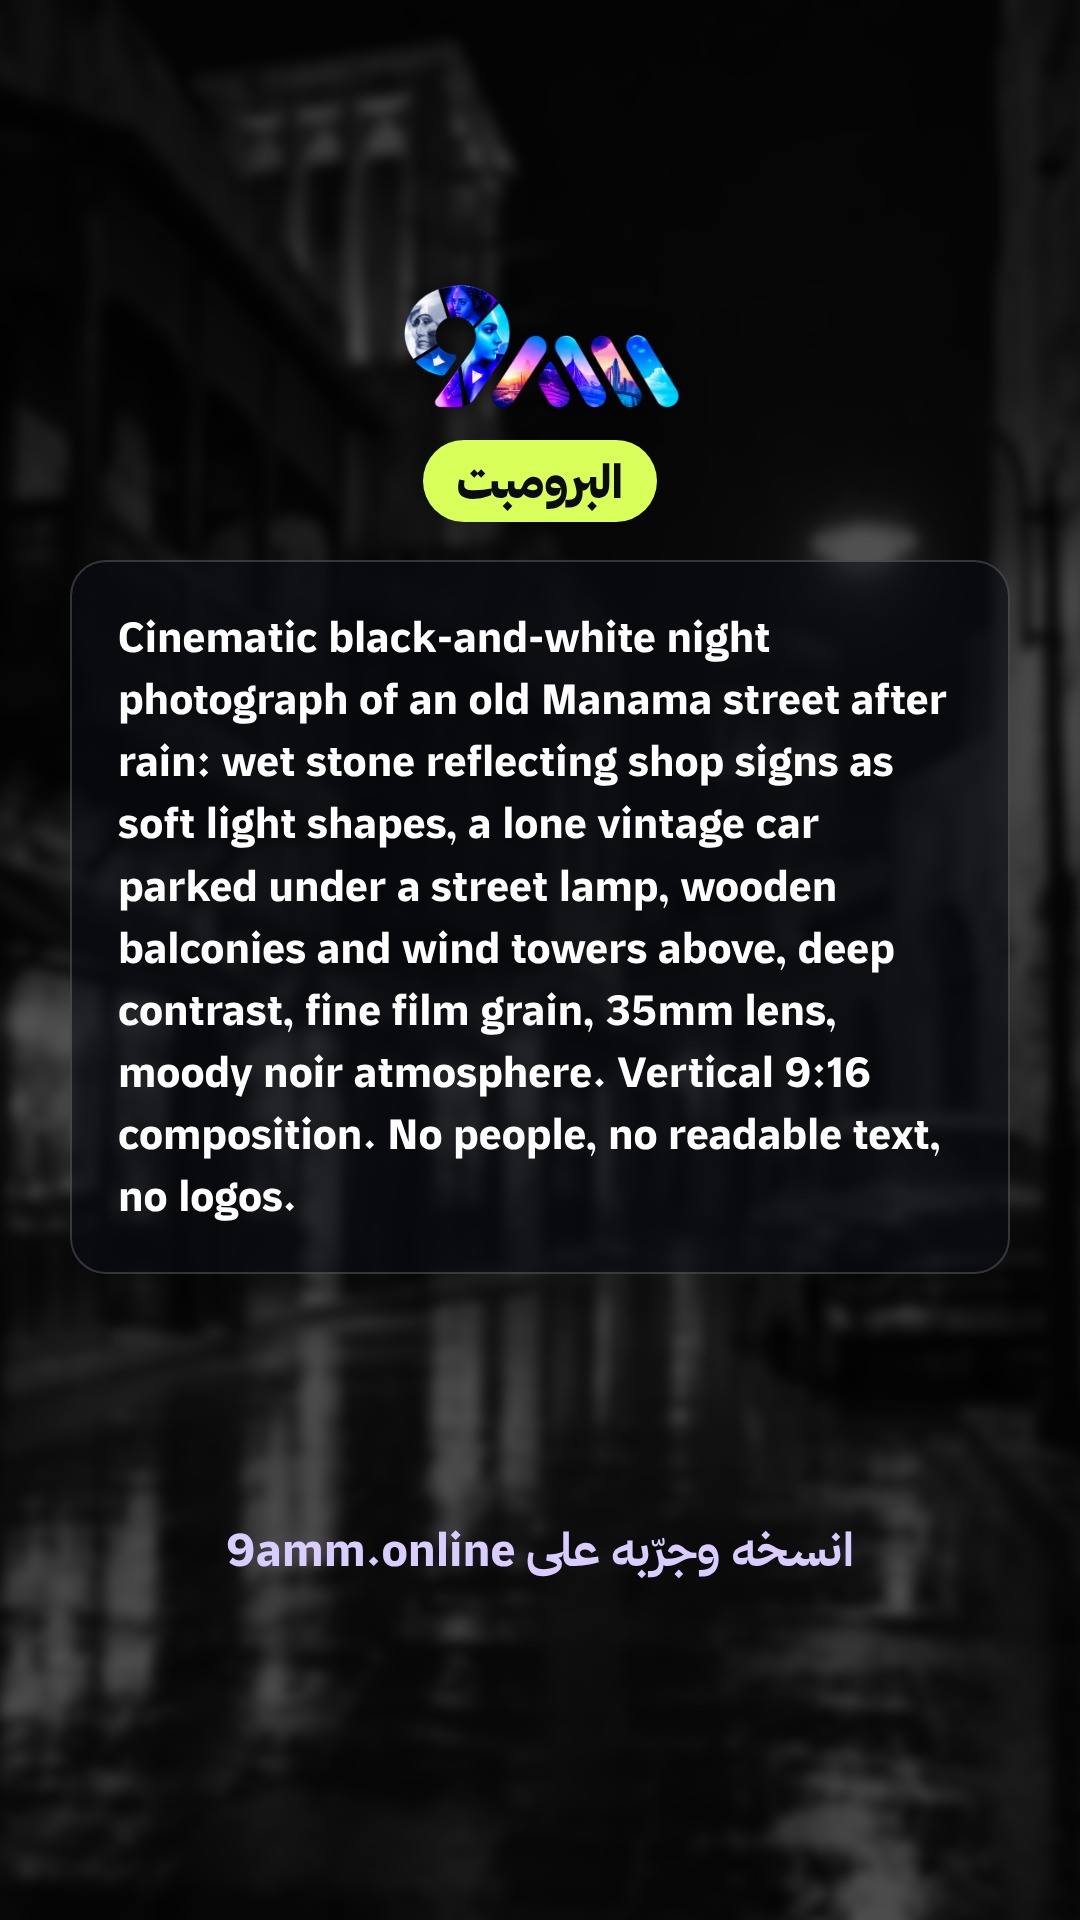 9amm
البرومبت
Cinematic black-and-white night
photograph of an old Manama street after
rain: wet stone reflecting shop signs as
soft light shapes, a lone vintage car
parked under a street lamp, wooden
balconies and wind towers above, deep
contrast, fine film grain, 35mm lens,
moody noir atmosphere. Vertical 9:16
composition. No people, no readable text,
no logos.
انسخه وجرّبه على 9amm.online